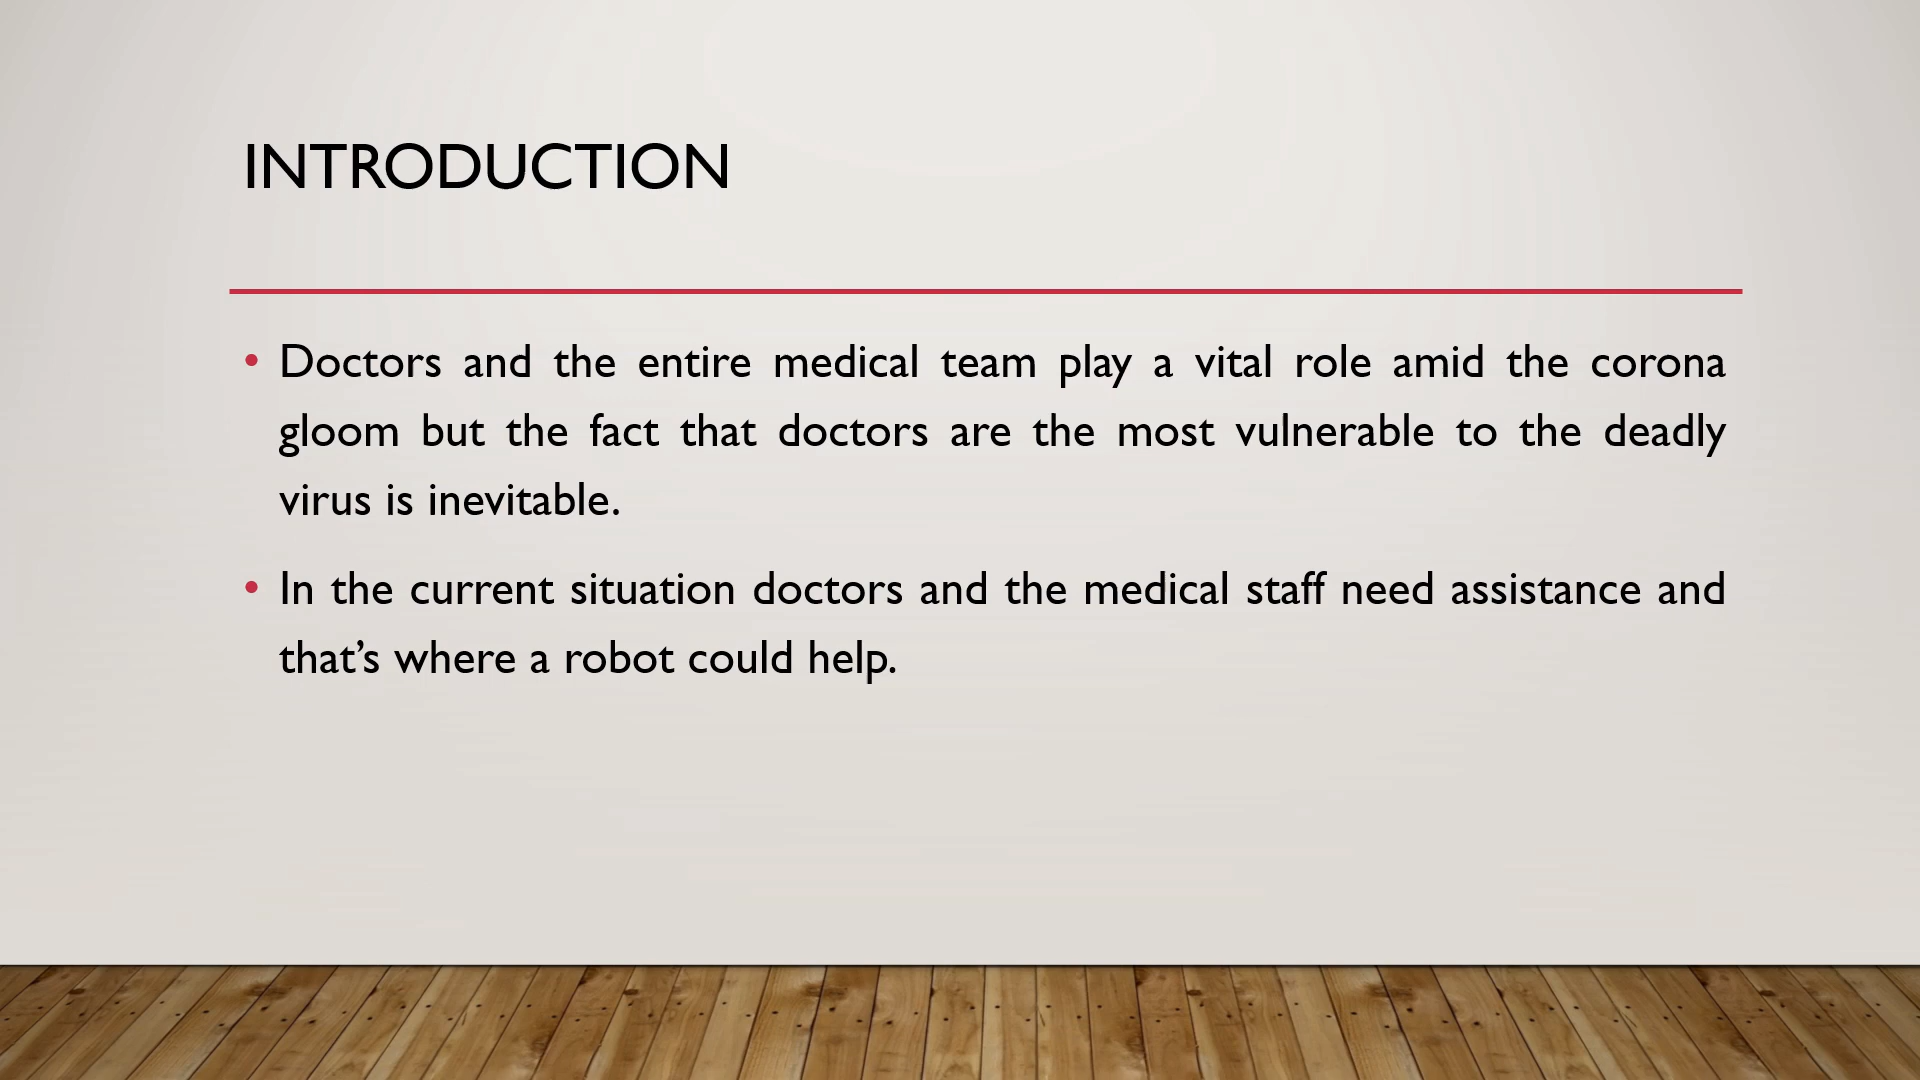 INTRODUCTION
• Doctors and the entire medical team play a vital role amid the corona
gloom but the fact that doctors are the most vulnerable to the deadly
virus is inevitable.
• In the current situation doctors and the medical staff need assistance and
that’s where a robot could help.